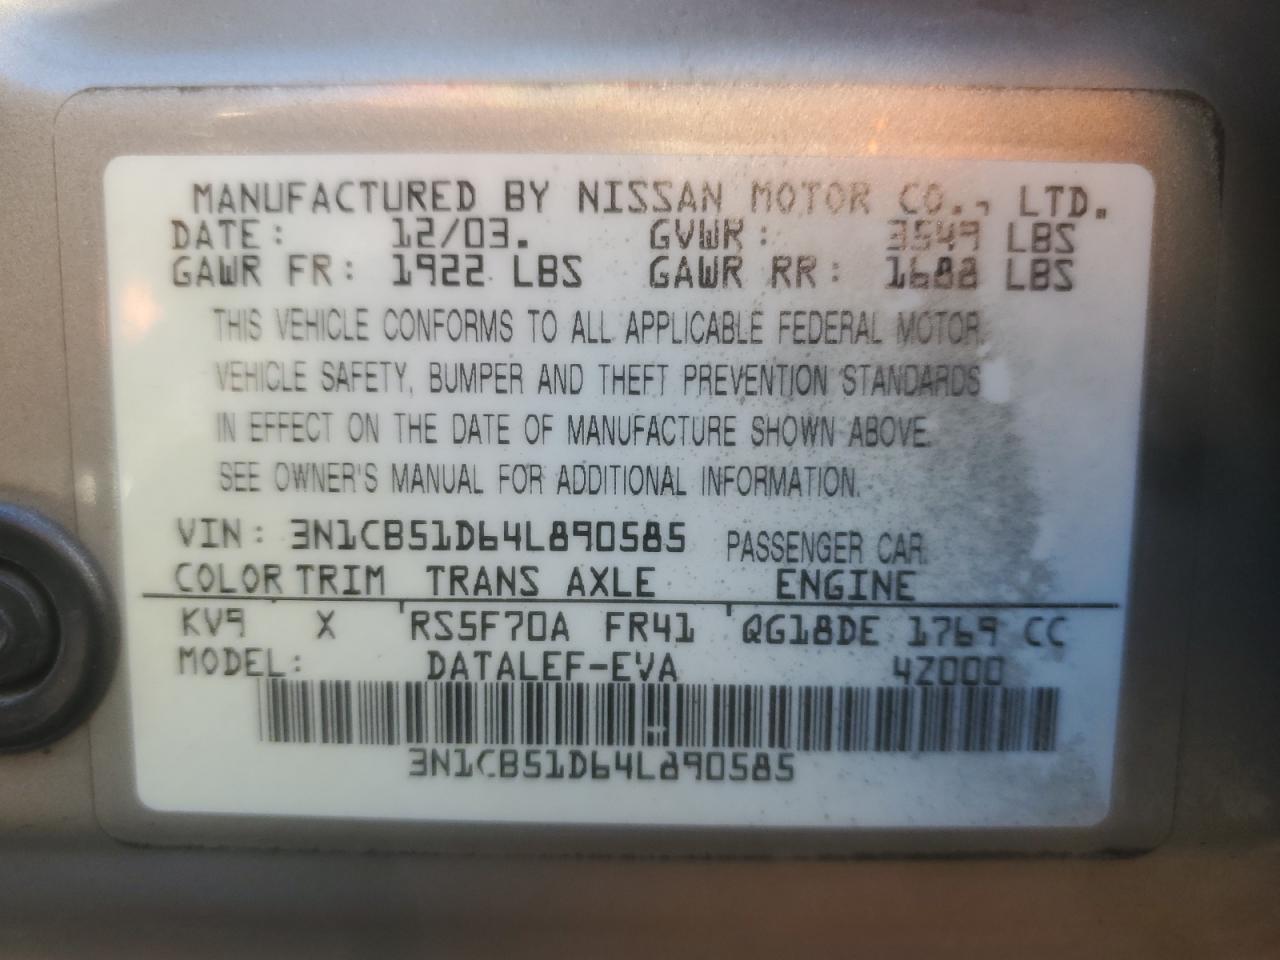 MANUFACTURED BY NISSAN MOTOR CO., LTD.
DATE: 12/03. GVWR: 3549 LBS
GAWR FR: 1922 LBS GAWR RR: 1688 LBS
THIS VEHICLE CONFORMS TO ALL APPLICABLE FEDERAL MOTOR
VEHICLE SAFETY, BUMPER AND THEFT PREVENTION STANDARDS
IN EFFECT ON THE DATE OF MANUFACTURE SHOWN ABOVE.
SEE OWNER'S MANUAL FOR ADDITIONAL INFORMATION.
VIN: 3N1CB51D64L890585 PASSENGER CAR
COLOR TRIM TRANS AXLE ENGINE
KV9 X RS5F70A FR41 QG18DE 1769 CC
MODEL: DATALEF-EVA 4Z000
3N1CB51D64L890585